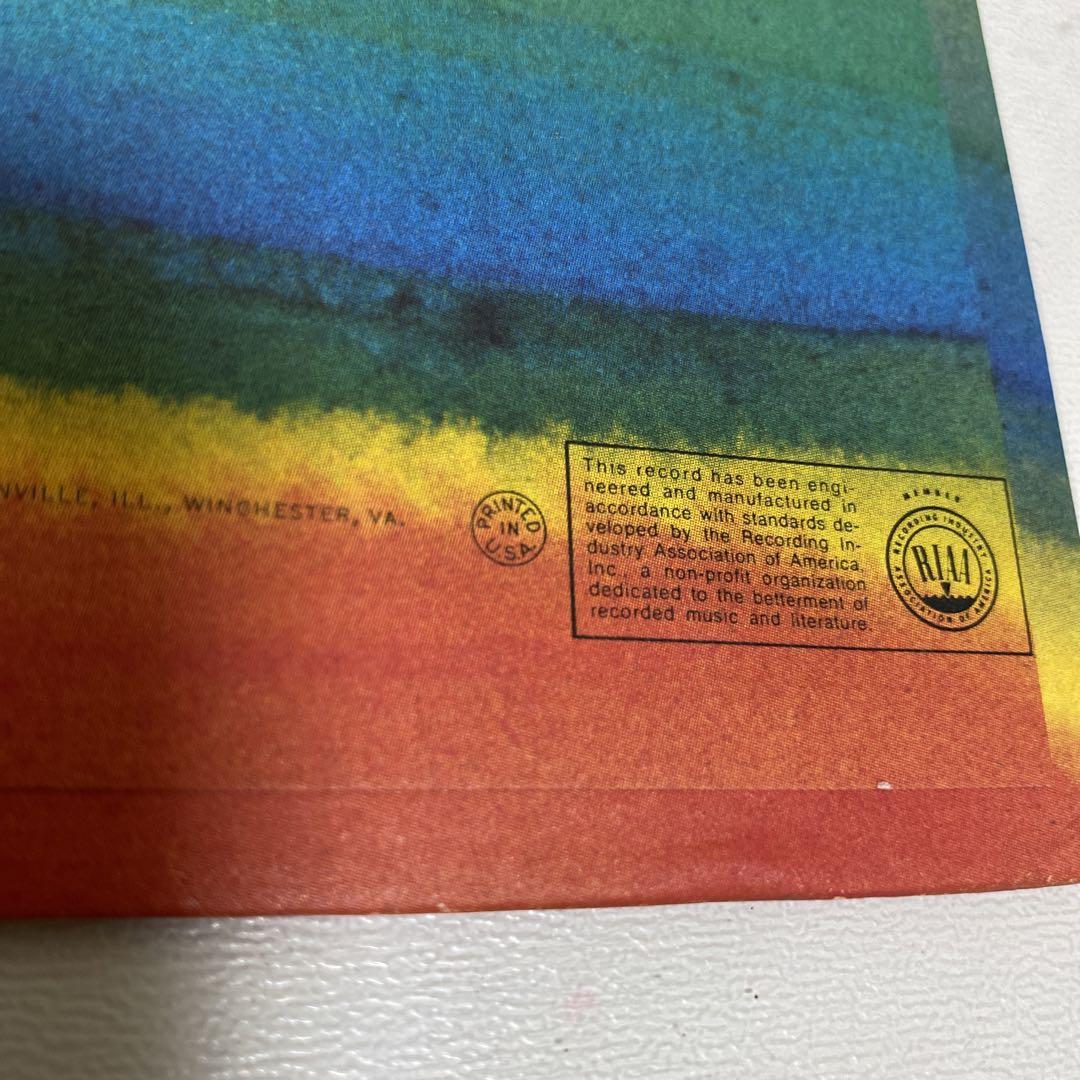 NVILLE, ILL., WINCHESTER, VA.
PRINTED
IN
U.S.A.
This record has been engi-
neered and manufactured in
accordance with standards de-
veloped by the Recording In-
dustry Association of America,
Inc., a non-profit organization
dedicated to the betterment of
recorded music and literature.
MEMBER
RECORDING INDUSTRY
RIAA
ASSOCIATION OF AMERICA